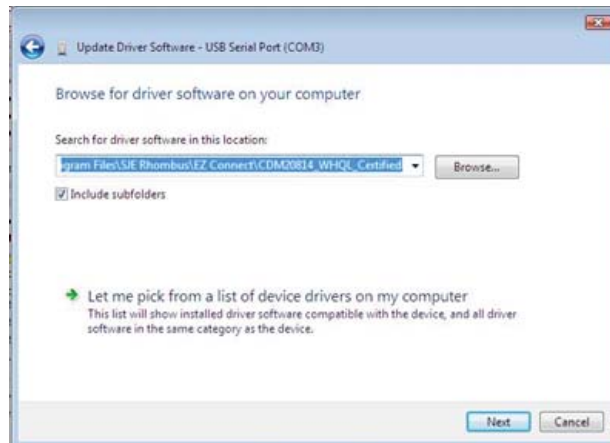 Update Driver Software - USB Serial Port (COM3)
Browse for driver software on your computer
Search for driver software in this location:
gram Files\SJE Rhombus\EZ Connect\CDM20814_WHQL_Certified
Browse...
Include subfolders
Let me pick from a list of device drivers on my computer
This list will show installed driver software compatible with the device, and all driver
software in the same category as the device.
Next
Cancel